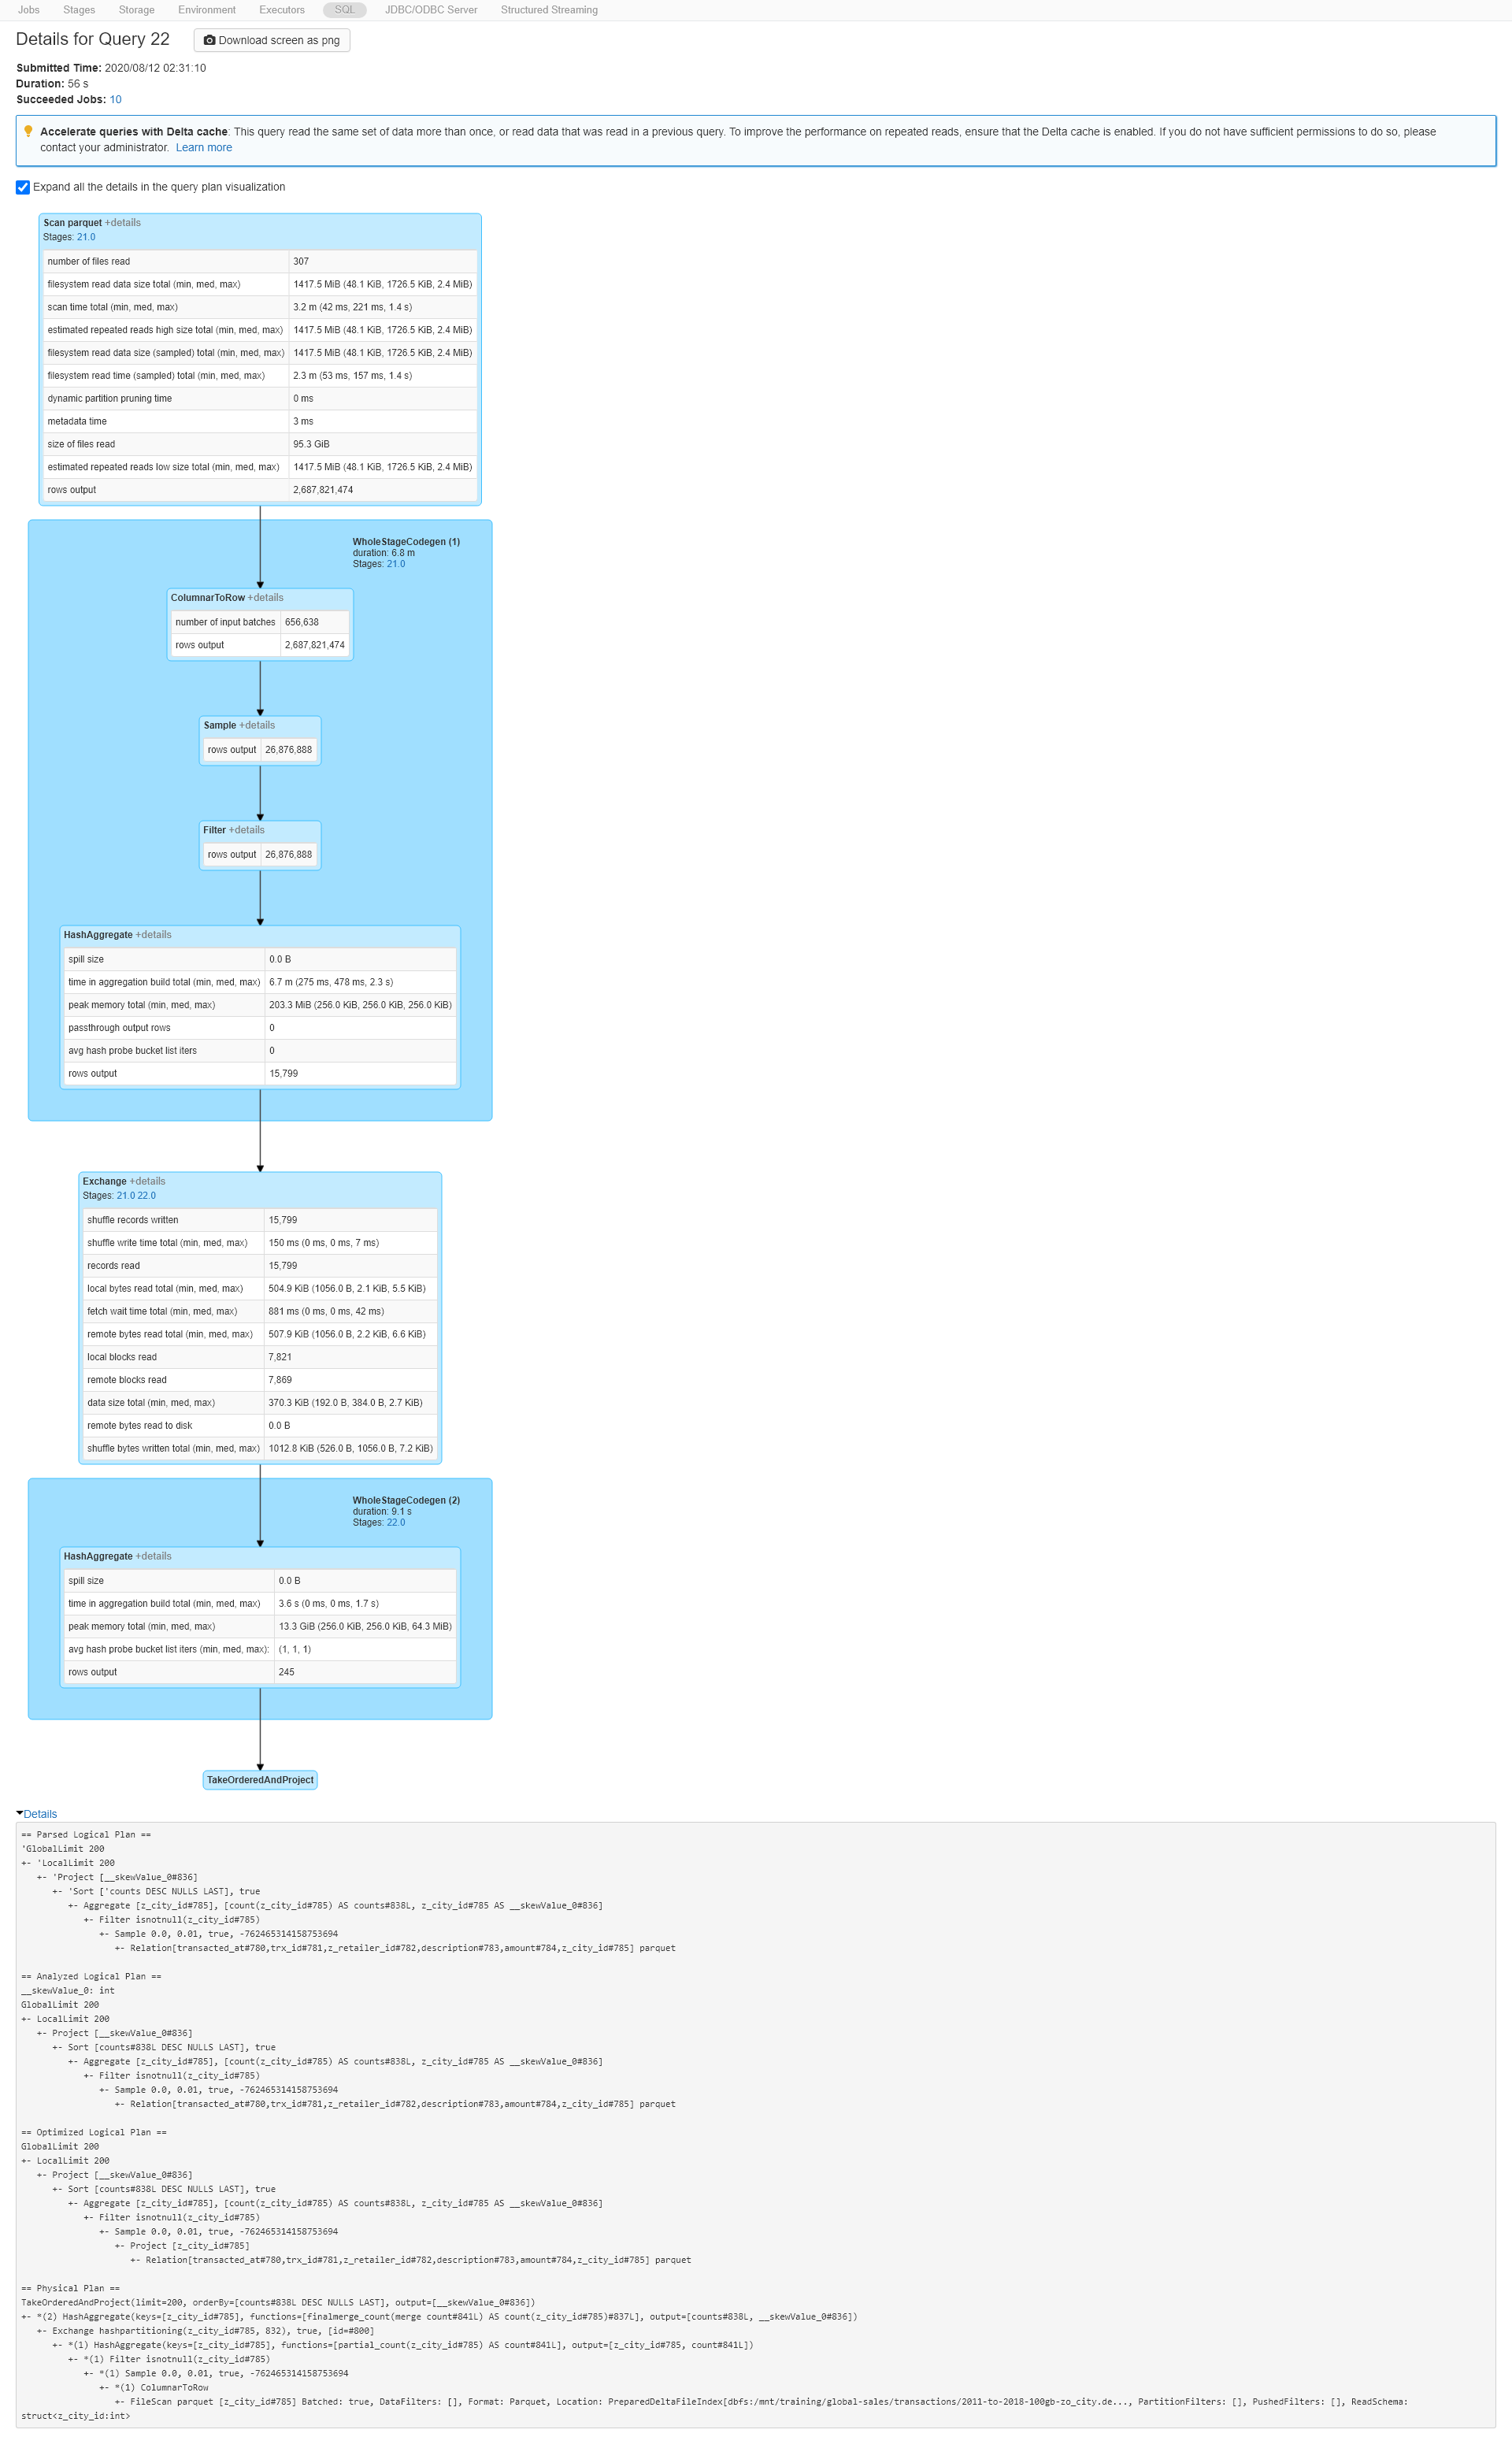 Jobs Stages Storage Environment Executors SQL JDBC/ODBC Server Structured Streaming
Details for Query 22 Download screen as png
Submitted Time: 2020/08/12 02:31:10
Duration: 56 s
Succeeded Jobs: 10
Accelerate queries with Delta cache: This query read the same set of data more than once, or read data that was read in a previous query. To improve the performance on repeated reads, ensure that the Delta cache is enabled. If you do not have sufficient permissions to do so, please
contact your administrator. Learn more
Expand all the details in the query plan visualization
Scan parquet +details
Stages: 21.0
number of files read 307
filesystem read data size total (min, med, max) 1417.5 MiB (48.1 KiB, 1726.5 KiB, 2.4 MiB)
scan time total (min, med, max) 3.2 m (42 ms, 221 ms, 1.4 s)
estimated repeated reads high size total (min, med, max) 1417.5 MiB (48.1 KiB, 1726.5 KiB, 2.4 MiB)
filesystem read data size (sampled) total (min, med, max) 1417.5 MiB (48.1 KiB, 1726.5 KiB, 2.4 MiB)
filesystem read time (sampled) total (min, med, max) 2.3 m (53 ms, 157 ms, 1.4 s)
dynamic partition pruning time 0 ms
metadata time 3 ms
size of files read 95.3 GiB
estimated repeated reads low size total (min, med, max) 1417.5 MiB (48.1 KiB, 1726.5 KiB, 2.4 MiB)
rows output 2,687,821,474
WholeStageCodegen (1)
duration: 6.8 m
Stages: 21.0
ColumnarToRow +details
number of input batches 656,638
rows output 2,687,821,474
Sample +details
rows output 26,876,888
Filter +details
rows output 26,876,888
HashAggregate +details
spill size 0.0 B
time in aggregation build total (min, med, max) 6.7 m (275 ms, 478 ms, 2.3 s)
peak memory total (min, med, max) 203.3 MiB (256.0 KiB, 256.0 KiB, 256.0 KiB)
passthrough output rows 0
avg hash probe bucket list iters 0
rows output 15,799
Exchange +details
Stages: 21.0 22.0
shuffle records written 15,799
shuffle write time total (min, med, max) 150 ms (0 ms, 0 ms, 7 ms)
records read 15,799
local bytes read total (min, med, max) 504.9 KiB (1056.0 B, 2.1 KiB, 5.5 KiB)
fetch wait time total (min, med, max) 881 ms (0 ms, 0 ms, 42 ms)
remote bytes read total (min, med, max) 507.9 KiB (1056.0 B, 2.2 KiB, 6.6 KiB)
local blocks read 7,821
remote blocks read 7,869
data size total (min, med, max) 370.3 KiB (192.0 B, 384.0 B, 2.7 KiB)
remote bytes read to disk 0.0 B
shuffle bytes written total (min, med, max) 1012.8 KiB (526.0 B, 1056.0 B, 7.2 KiB)
WholeStageCodegen (2)
duration: 9.1 s
Stages: 22.0
HashAggregate +details
spill size 0.0 B
time in aggregation build total (min, med, max) 3.6 s (0 ms, 0 ms, 1.7 s)
peak memory total (min, med, max) 13.3 GiB (256.0 KiB, 256.0 KiB, 64.3 MiB)
avg hash probe bucket list iters (min, med, max): (1, 1, 1)
rows output 245
TakeOrderedAndProject
Details
== Parsed Logical Plan ==
'GlobalLimit 200
+- 'LocalLimit 200
   +- 'Project [__skewValue_0#836]
      +- 'Sort ['counts DESC NULLS LAST], true
         +- Aggregate [z_city_id#785], [count(z_city_id#785) AS counts#838L, z_city_id#785 AS __skewValue_0#836]
            +- Filter isnotnull(z_city_id#785)
               +- Sample 0.0, 0.01, true, -762465314158753694
                  +- Relation[transacted_at#780,trx_id#781,z_retailer_id#782,description#783,amount#784,z_city_id#785] parquet
== Analyzed Logical Plan ==
__skewValue_0: int
GlobalLimit 200
+- LocalLimit 200
   +- Project [__skewValue_0#836]
      +- Sort [counts#838L DESC NULLS LAST], true
         +- Aggregate [z_city_id#785], [count(z_city_id#785) AS counts#838L, z_city_id#785 AS __skewValue_0#836]
            +- Filter isnotnull(z_city_id#785)
               +- Sample 0.0, 0.01, true, -762465314158753694
                  +- Relation[transacted_at#780,trx_id#781,z_retailer_id#782,description#783,amount#784,z_city_id#785] parquet
== Optimized Logical Plan ==
GlobalLimit 200
+- LocalLimit 200
   +- Project [__skewValue_0#836]
      +- Sort [counts#838L DESC NULLS LAST], true
         +- Aggregate [z_city_id#785], [count(z_city_id#785) AS counts#838L, z_city_id#785 AS __skewValue_0#836]
            +- Filter isnotnull(z_city_id#785)
               +- Sample 0.0, 0.01, true, -762465314158753694
                  +- Project [z_city_id#785]
                     +- Relation[transacted_at#780,trx_id#781,z_retailer_id#782,description#783,amount#784,z_city_id#785] parquet
== Physical Plan ==
TakeOrderedAndProject(limit=200, orderBy=[counts#838L DESC NULLS LAST], output=[__skewValue_0#836])
+- *(2) HashAggregate(keys=[z_city_id#785], functions=[finalmerge_count(merge count#841L) AS count(z_city_id#785)#837L], output=[counts#838L, __skewValue_0#836])
   +- Exchange hashpartitioning(z_city_id#785, 832), true, [id=#800]
      +- *(1) HashAggregate(keys=[z_city_id#785], functions=[partial_count(z_city_id#785) AS count#841L], output=[z_city_id#785, count#841L])
         +- *(1) Filter isnotnull(z_city_id#785)
            +- *(1) Sample 0.0, 0.01, true, -762465314158753694
               +- *(1) ColumnarToRow
                  +- FileScan parquet [z_city_id#785] Batched: true, DataFilters: [], Format: Parquet, Location: PreparedDeltaFileIndex[dbfs:/mnt/training/global-sales/transactions/2011-to-2018-100gb-zo_city.de..., PartitionFilters: [], PushedFilters: [], ReadSchema:
struct<z_city_id:int>